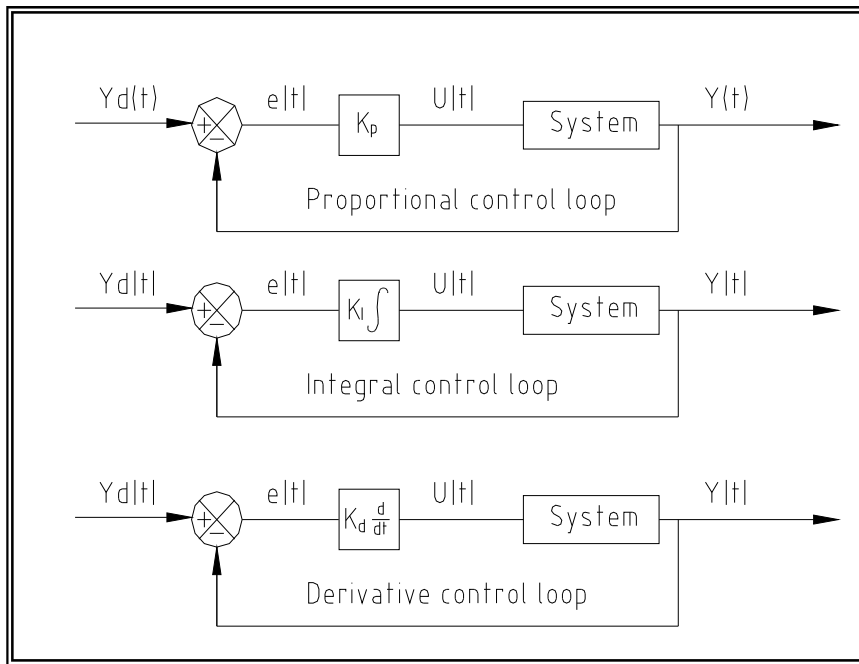 Yd(t) e|t| U|t| Y(t)
+ − Kp System
Proportional control loop
Yd|t| e|t| U|t| Y|t|
+ − KI ∫ System
Integral control loop
Yd|t| e|t| U|t| Y|t|
+ − Kd d/dt System
Derivative control loop